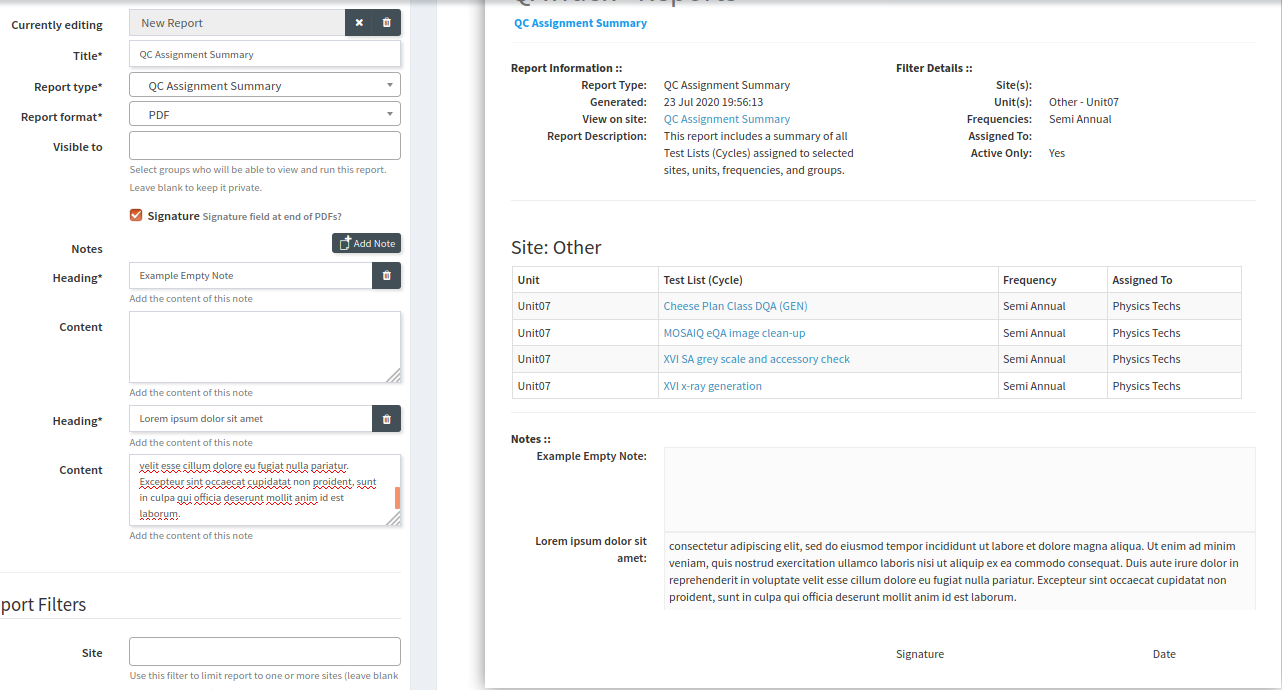 Currently editing New Report
Title* QC Assignment Summary
Report type* QC Assignment Summary
Report format* PDF
Visible to
Select groups who will be able to view and run this report.
Leave blank to keep it private.
Signature Signature field at end of PDFs?
Notes Add Note
Heading* Example Empty Note
Add the content of this note
Content
Add the content of this note
Heading* Lorem ipsum dolor sit amet
Add the content of this note
Content velit esse cillum dolore eu fugiat nulla pariatur.
Excepteur sint occaecat cupidatat non proident, sunt
in culpa qui officia deserunt mollit anim id est
laborum.
Add the content of this note
port Filters
Site
Use this filter to limit report to one or more sites (leave blank
QC Assignment Summary
Report Information ::
Report Type: QC Assignment Summary
Generated: 23 Jul 2020 19:56:13
View on site: QC Assignment Summary
Report Description: This report includes a summary of all
Test Lists (Cycles) assigned to selected
sites, units, frequencies, and groups.
Filter Details ::
Site(s):
Unit(s): Other - Unit07
Frequencies: Semi Annual
Assigned To:
Active Only: Yes
Site: Other
Unit Test List (Cycle) Frequency Assigned To
Unit07 Cheese Plan Class DQA (GEN) Semi Annual Physics Techs
Unit07 MOSAIQ eQA image clean-up Semi Annual Physics Techs
Unit07 XVI SA grey scale and accessory check Semi Annual Physics Techs
Unit07 XVI x-ray generation Semi Annual Physics Techs
Notes ::
Example Empty Note:
Lorem ipsum dolor sit
amet:
consectetur adipiscing elit, sed do eiusmod tempor incididunt ut labore et dolore magna aliqua. Ut enim ad minim
veniam, quis nostrud exercitation ullamco laboris nisi ut aliquip ex ea commodo consequat. Duis aute irure dolor in
reprehenderit in voluptate velit esse cillum dolore eu fugiat nulla pariatur. Excepteur sint occaecat cupidatat non
proident, sunt in culpa qui officia deserunt mollit anim id est laborum.
Signature Date